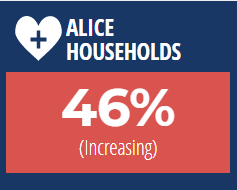 ALICE
HOUSEHOLDS
46%
(Increasing)